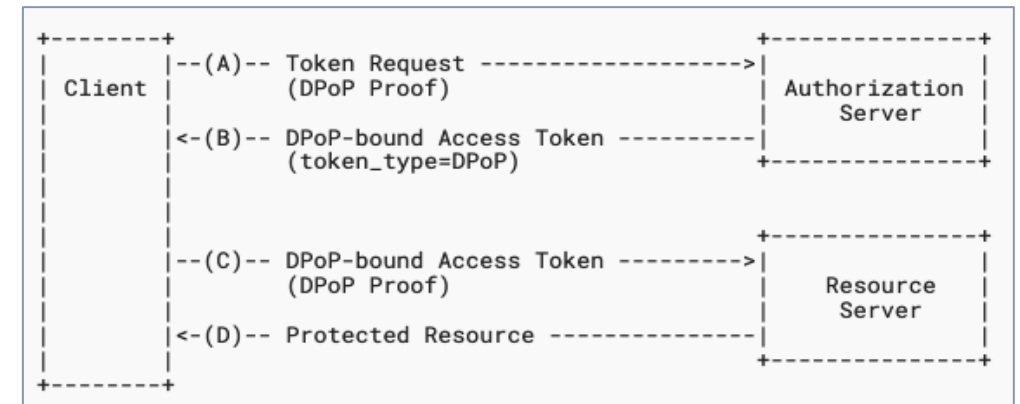 --(A)-- Token Request ------------------->
Client (DPoP Proof) Authorization
Server
<-(B)-- DPoP-bound Access Token ----------
(token_type=DPoP)
--(C)-- DPoP-bound Access Token --------->
(DPoP Proof) Resource
Server
<-(D)-- Protected Resource ---------------